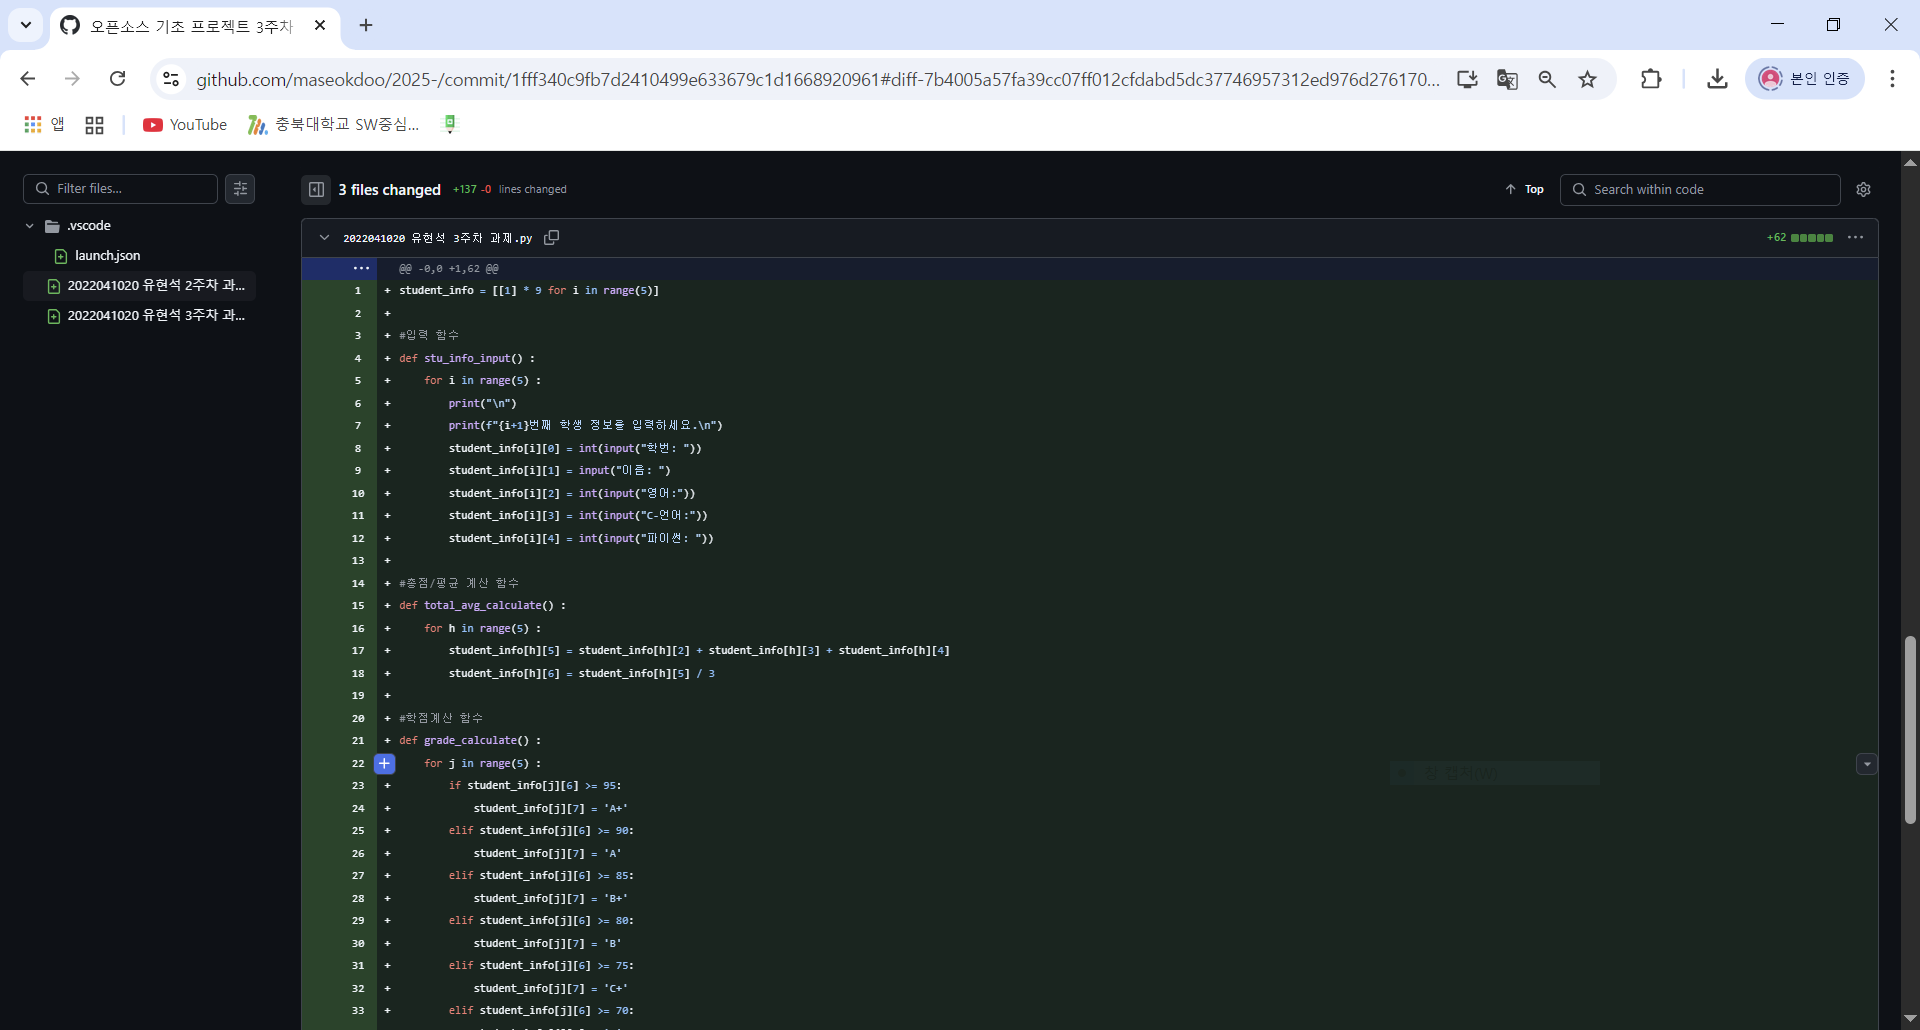 오픈소스 기초 프로젝트 3주차
github.com/maseokdoo/2025-/commit/1fff340c9fb7d2410499e633679c1d1668920961#diff-7b4005a57fa39cc07ff012cfdabd5dc37746957312ed976d276170...
본인 인증
앱
YouTube
충북대학교 SW중심...
Filter files...
3 files changed +137 -0 lines changed
Top
Search within code
.vscode
launch.json
2022041020 유현석 2주차 과...
2022041020 유현석 3주차 과...
2022041020 유현석 3주차 과제.py
+62
@@ -0,0 +1,62 @@
1 + student_info = [[1] * 9 for i in range(5)]
2 +
3 + #입력 함수
4 + def stu_info_input() :
5 + for i in range(5) :
6 + print("\n")
7 + print(f"{i+1}번째 학생 정보를 입력하세요.\n")
8 + student_info[i][0] = int(input("학번: "))
9 + student_info[i][1] = input("이름: ")
10 + student_info[i][2] = int(input("영어:"))
11 + student_info[i][3] = int(input("C-언어:"))
12 + student_info[i][4] = int(input("파이썬: "))
13 +
14 + #총점/평균 계산 함수
15 + def total_avg_calculate() :
16 + for h in range(5) :
17 + student_info[h][5] = student_info[h][2] + student_info[h][3] + student_info[h][4]
18 + student_info[h][6] = student_info[h][5] / 3
19 +
20 + #학점계산 함수
21 + def grade_calculate() :
22 + for j in range(5) :
23 + if student_info[j][6] >= 95:
24 + student_info[j][7] = 'A+'
25 + elif student_info[j][6] >= 90:
26 + student_info[j][7] = 'A'
27 + elif student_info[j][6] >= 85:
28 + student_info[j][7] = 'B+'
29 + elif student_info[j][6] >= 80:
30 + student_info[j][7] = 'B'
31 + elif student_info[j][6] >= 75:
32 + student_info[j][7] = 'C+'
33 + elif student_info[j][6] >= 70: